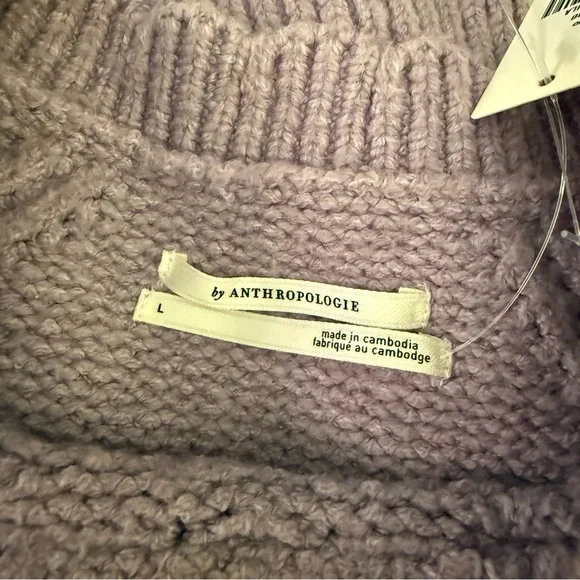 by ANTHROPOLOGIE
L
made in cambodia
fabriqué au cambodge